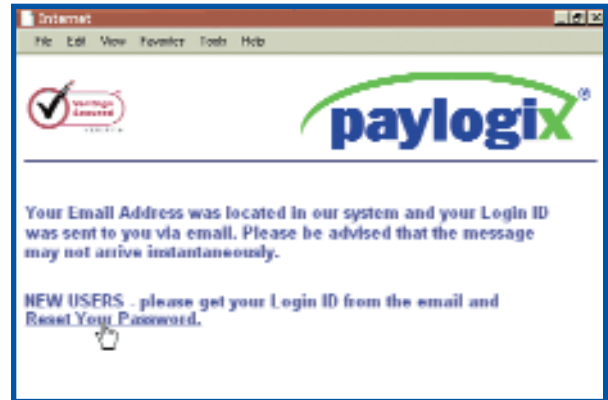 Internet
File Edit View Favorites Tools Help
VeriSign
Secured
paylogix®
Your Email Address was located in our system and your Login ID
was sent to you via email. Please be advised that the message
may not arrive instantaneously.
NEW USERS - please get your Login ID from the email and
Reset Your Password.